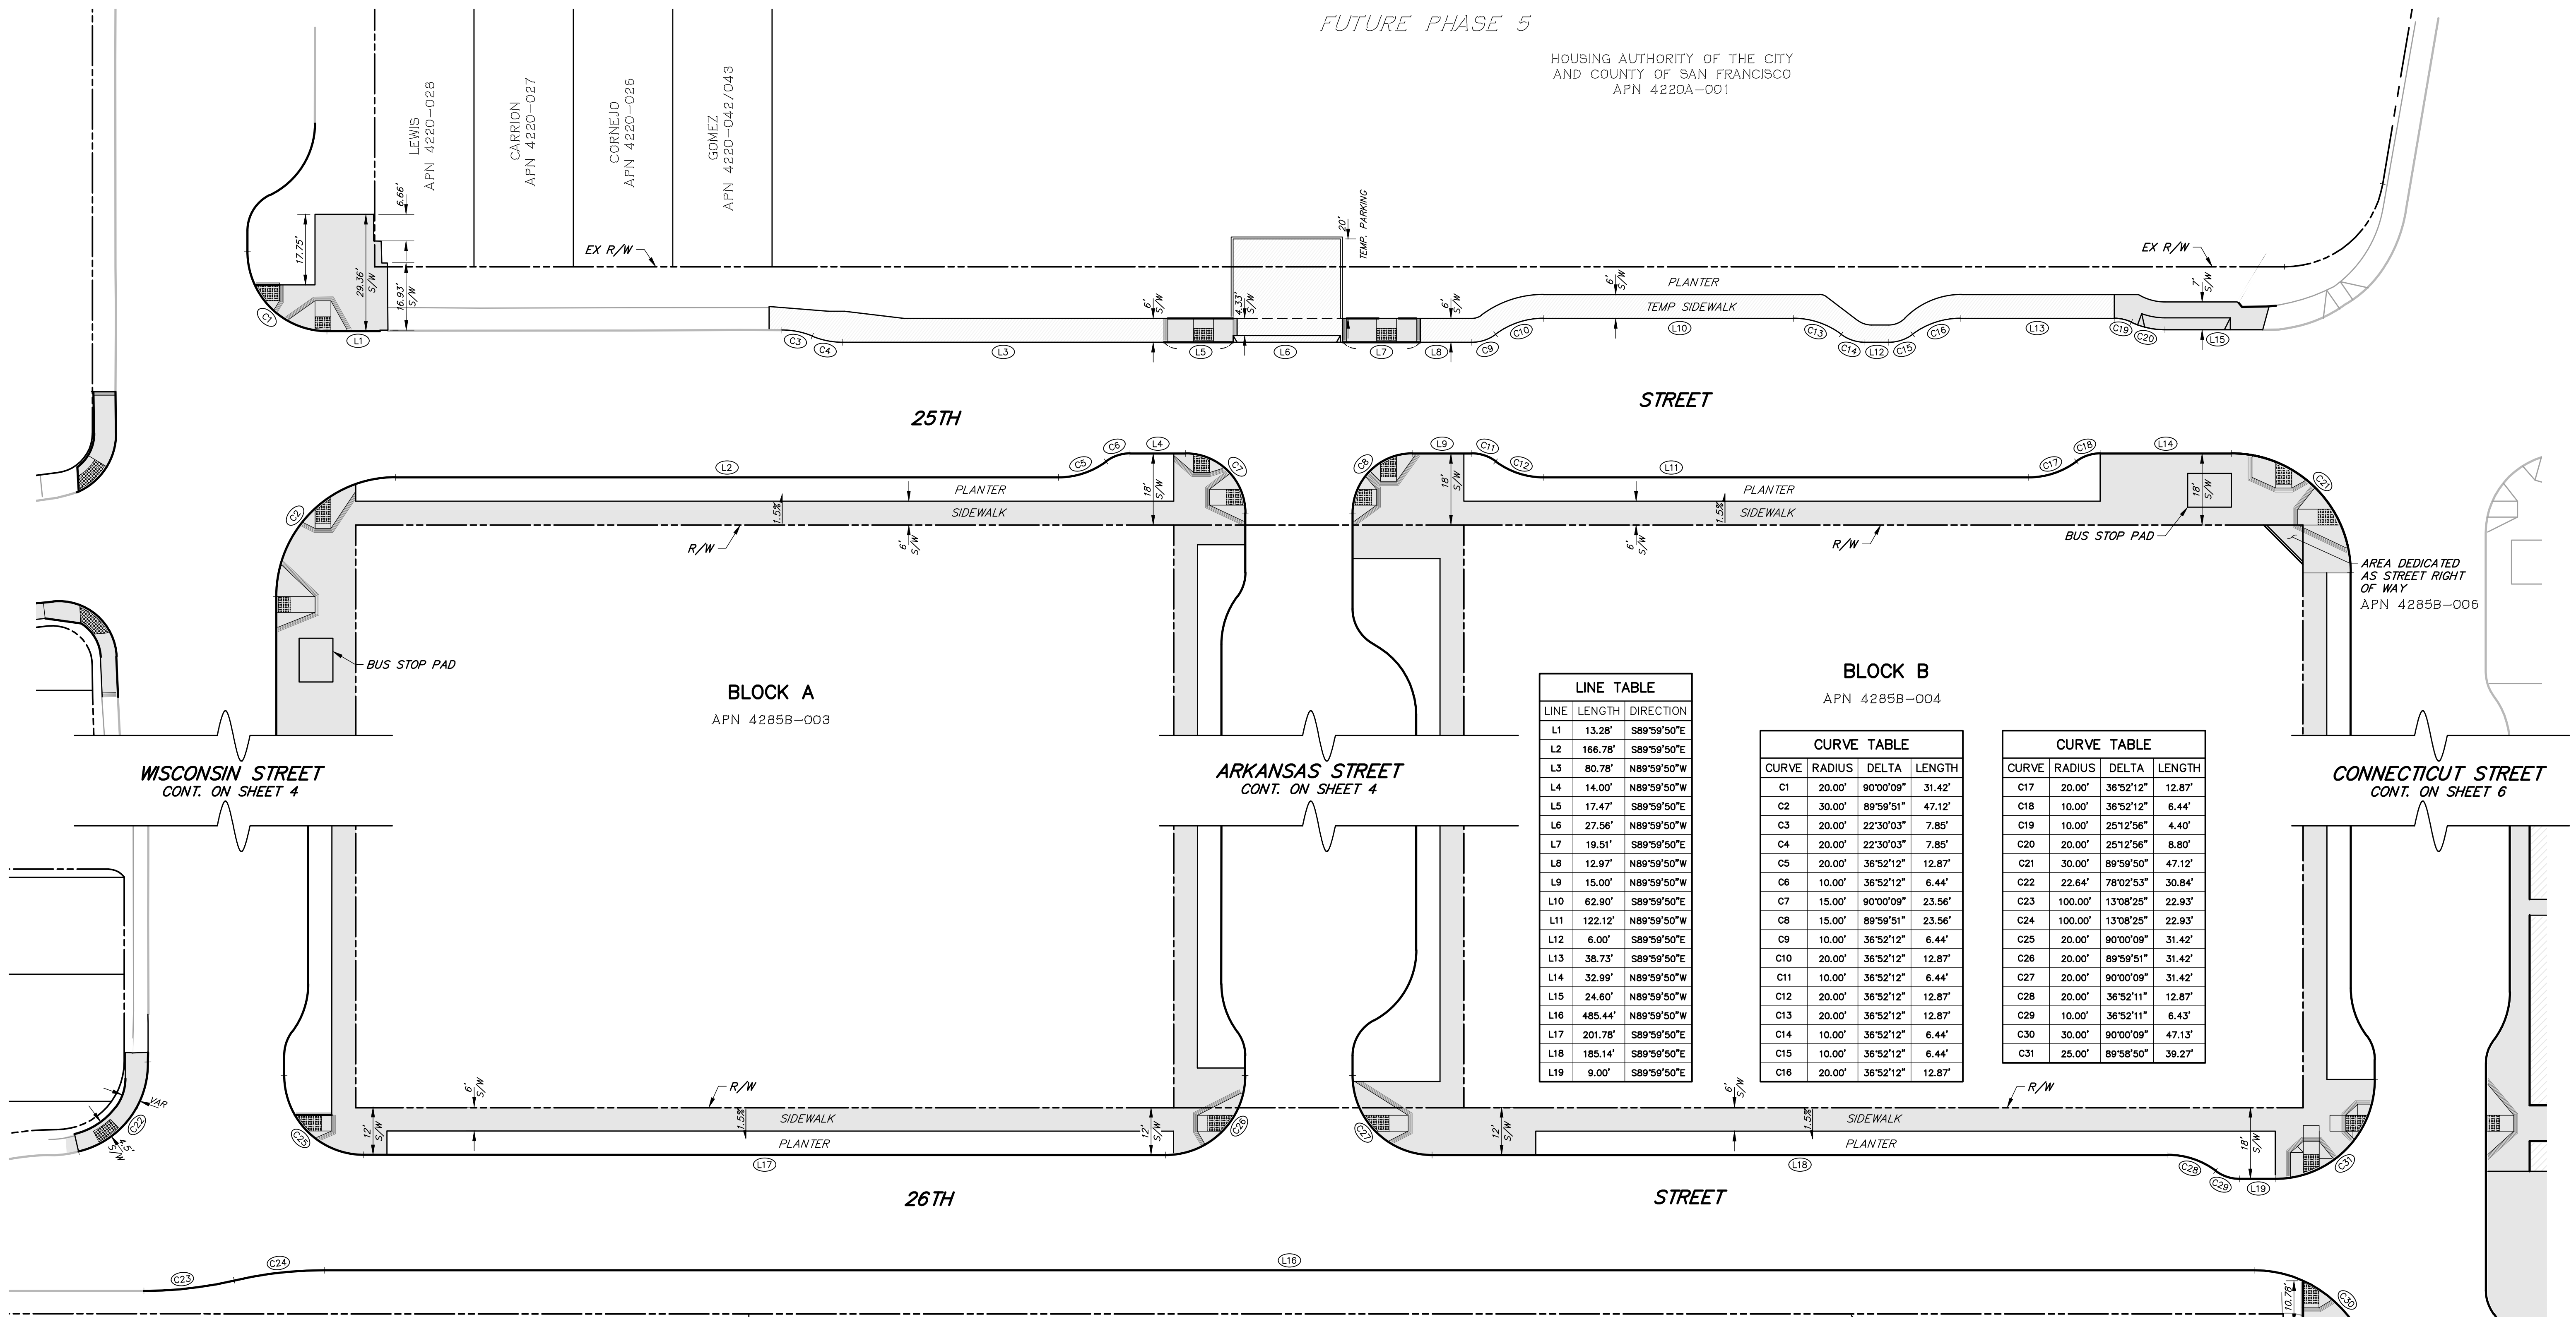 FUTURE PHASE 5
HOUSING AUTHORITY OF THE CITY
AND COUNTY OF SAN FRANCISCO
APN 4220A-001
LEWIS
APN 4220-028
CARRION
APN 4220-027
CORNEJO
APN 4220-026
GOMEZ
APN 4220-042/043
6.66'
17.75'
29.36'
S/W
16.93'
S/W
EX R/W
20'
TEMP. PARKING
EX R/W
6'
S/W
4.33'
S/W
6'
S/W
6'
S/W
PLANTER
TEMP SIDEWALK
7'
S/W
C1
L1
C3
C4
L3
L5
L6
L7
L8
C9
C10
L10
C13
C14
L12
C15
C16
L13
C19
C20
L15
25TH
STREET
C2
L2
C5
C6
L4
C7
C8
L9
C11
C12
L11
C17
C18
L14
C21
18'
S/W
PLANTER
SIDEWALK
1.5%
6'
S/W
R/W
18'
S/W
PLANTER
SIDEWALK
1.5%
6'
S/W
R/W
18'
S/W
BUS STOP PAD
AREA DEDICATED
AS STREET RIGHT
OF WAY
APN 4285B-006
BUS STOP PAD
BLOCK A
APN 4285B-003
BLOCK B
APN 4285B-004
WISCONSIN STREET
CONT. ON SHEET 4
ARKANSAS STREET
CONT. ON SHEET 4
CONNECTICUT STREET
CONT. ON SHEET 6
LINE TABLE
LINE LENGTH DIRECTION
L1 13.28' S89°59'50"E
L2 166.78' S89°59'50"E
L3 80.78' N89°59'50"W
L4 14.00' N89°59'50"W
L5 17.47' S89°59'50"E
L6 27.56' N89°59'50"W
L7 19.51' S89°59'50"E
L8 12.97' N89°59'50"W
L9 15.00' N89°59'50"W
L10 62.90' S89°59'50"E
L11 122.12' N89°59'50"W
L12 6.00' S89°59'50"E
L13 38.73' S89°59'50"E
L14 32.99' N89°59'50"W
L15 24.60' N89°59'50"W
L16 485.44' N89°59'50"W
L17 201.78' S89°59'50"E
L18 185.14' S89°59'50"E
L19 9.00' S89°59'50"E
CURVE TABLE
CURVE RADIUS DELTA LENGTH
C1 20.00' 90°00'09" 31.42'
C2 30.00' 89°59'51" 47.12'
C3 20.00' 22°30'03" 7.85'
C4 20.00' 22°30'03" 7.85'
C5 20.00' 36°52'12" 12.87'
C6 10.00' 36°52'12" 6.44'
C7 15.00' 90°00'09" 23.56'
C8 15.00' 89°59'51" 23.56'
C9 10.00' 36°52'12" 6.44'
C10 20.00' 36°52'12" 12.87'
C11 10.00' 36°52'12" 6.44'
C12 20.00' 36°52'12" 12.87'
C13 20.00' 36°52'12" 12.87'
C14 10.00' 36°52'12" 6.44'
C15 10.00' 36°52'12" 6.44'
C16 20.00' 36°52'12" 12.87'
CURVE TABLE
CURVE RADIUS DELTA LENGTH
C17 20.00' 36°52'12" 12.87'
C18 10.00' 36°52'12" 6.44'
C19 10.00' 25°12'56" 4.40'
C20 20.00' 25°12'56" 8.80'
C21 30.00' 89°59'50" 47.12'
C22 22.64' 78°02'53" 30.84'
C23 100.00' 13°08'25" 22.93'
C24 100.00' 13°08'25" 22.93'
C25 20.00' 90°00'09" 31.42'
C26 20.00' 89°59'51" 31.42'
C27 20.00' 90°00'09" 31.42'
C28 20.00' 36°52'11" 12.87'
C29 10.00' 36°52'11" 6.43'
C30 30.00' 90°00'09" 47.13'
C31 25.00' 89°58'50" 39.27'
VAR
C22
4.5'
S/W
C25
12'
S/W
6'
S/W
R/W
1.5%
SIDEWALK
PLANTER
12'
S/W
C26
L17
C27
12'
S/W
6'
S/W
1.5%
R/W
SIDEWALK
PLANTER
18'
S/W
L18
C28
C29
L19
C31
26TH
STREET
C23
C24
L16
10.78'
C30